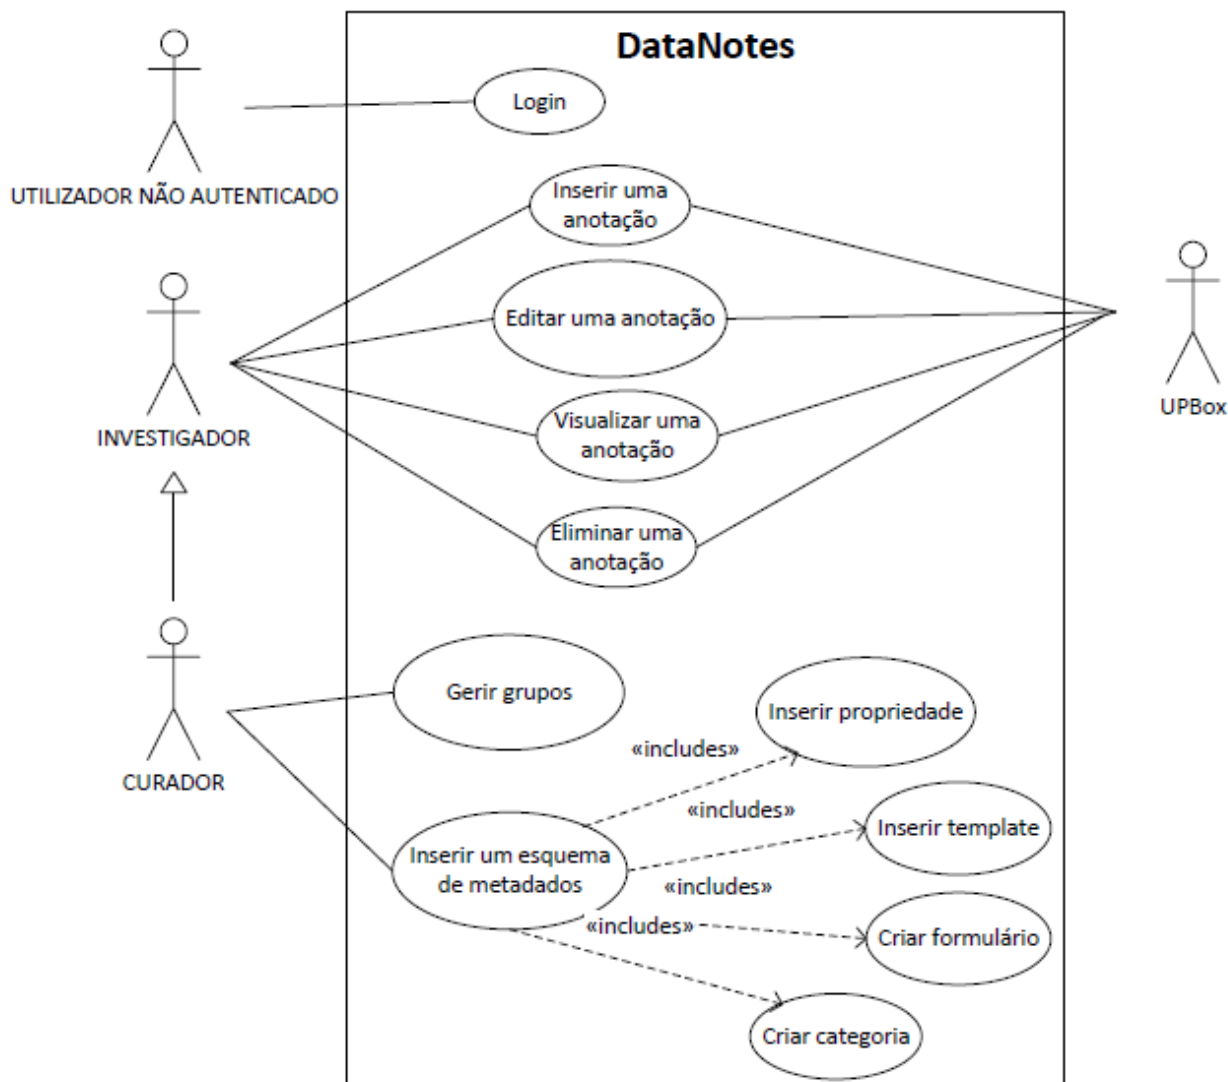 DataNotes
Login
UTILIZADOR NÃO AUTENTICADO
Inserir uma
anotação
Editar uma anotação
Visualizar uma
anotação
Eliminar uma
anotação
INVESTIGADOR
UPBox
CURADOR
Gerir grupos
Inserir propriedade
«includes»
«includes»
Inserir template
Inserir um esquema
de metadados
«includes»
«includes»
Criar formulário
Criar categoria